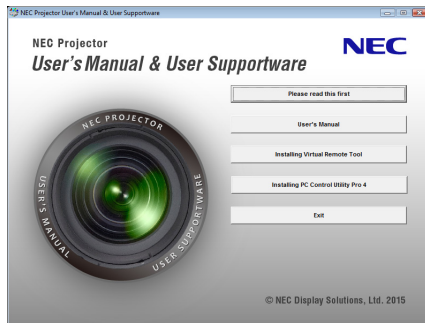 NEC Projector User's Manual & User Supportware
NEC Projector
NEC
User's Manual & User Supportware
Please read this first
NEC PROJECTOR
USER'S MANUAL
USER SUPPORTWARE
User's Manual
Installing Virtual Remote Tool
Installing PC Control Utility Pro 4
Exit
© NEC Display Solutions, Ltd. 2015